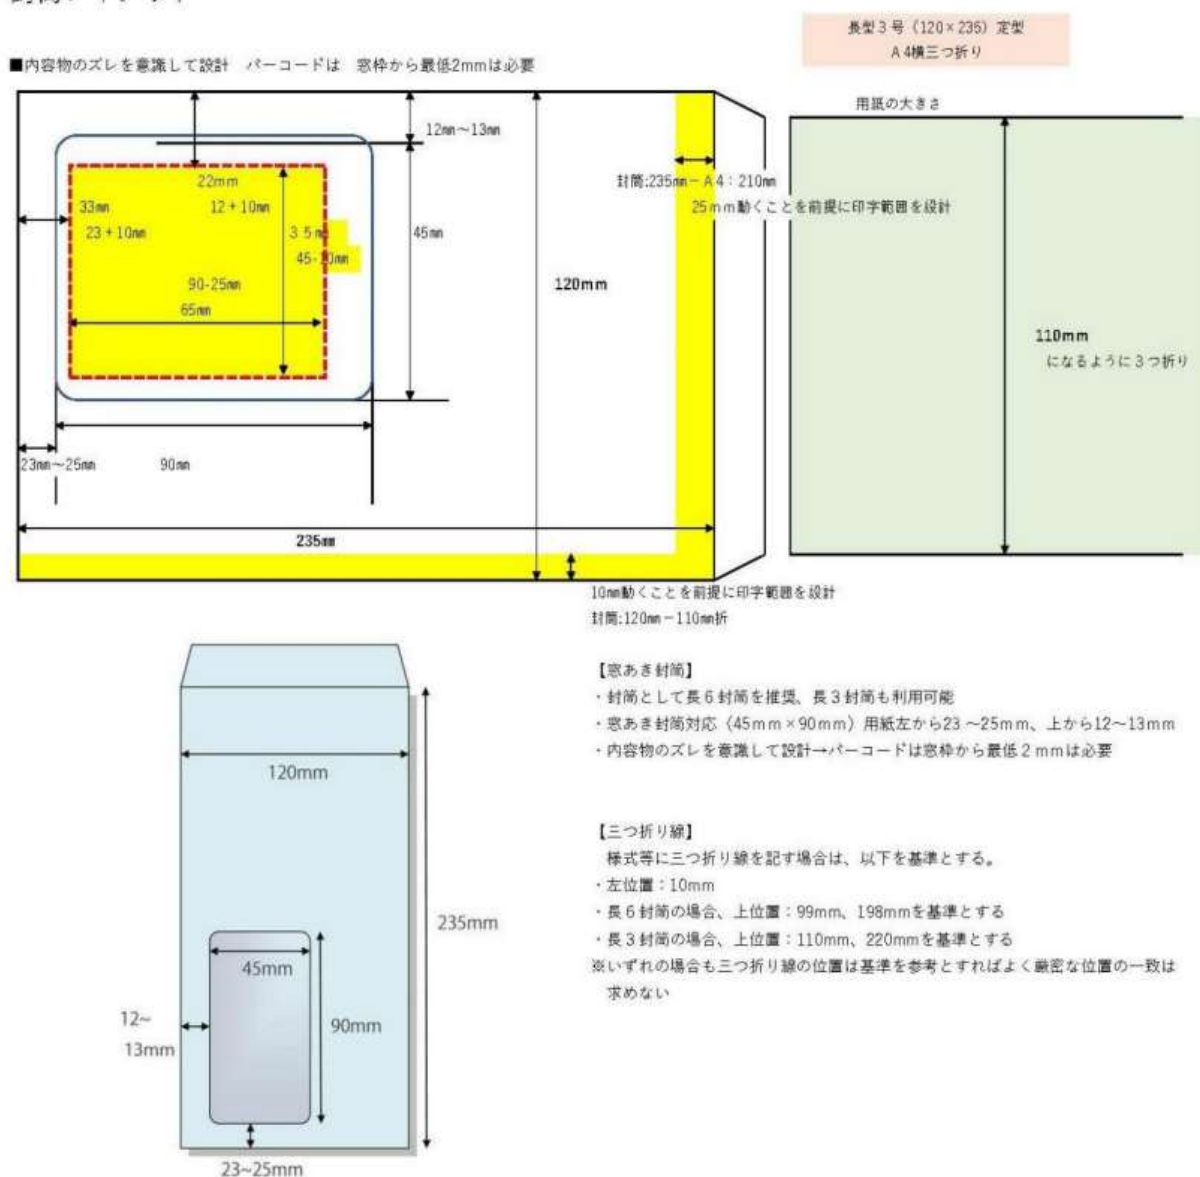 長型3号（120×235）定型
A4横三つ折り
■内容物のズレを意識して設計　バーコードは　窓枠から最低2mmは必要
用紙の大きさ
12mm～13mm
封筒:235mm－A4：210mm
25mm動くことを前提に印字範囲を設計
22mm
12+10mm
33mm
23+10mm
35mm
45-10mm
45mm
90-25mm
65mm
120mm
110mm
になるように3つ折り
23mm～25mm
90mm
235mm
10mm動くことを前提に印字範囲を設計
封筒:120mm－110mm折
【窓あき封筒】
・封筒として長6封筒を推奨、長3封筒も利用可能
・窓あき封筒対応（45mm×90mm）用紙左から23～25mm、上から12～13mm
・内容物のズレを意識して設計→バーコードは窓枠から最低2mmは必要
【三つ折り線】
様式等に三つ折り線を記す場合は、以下を基準とする。
・左位置：10mm
・長6封筒の場合、上位置：99mm、198mmを基準とする
・長3封筒の場合、上位置：110mm、220mmを基準とする
※いずれの場合も三つ折り線の位置は基準を参考とすればよく厳密な位置の一致は
求めない
120mm
235mm
45mm
90mm
12~
13mm
23~25mm